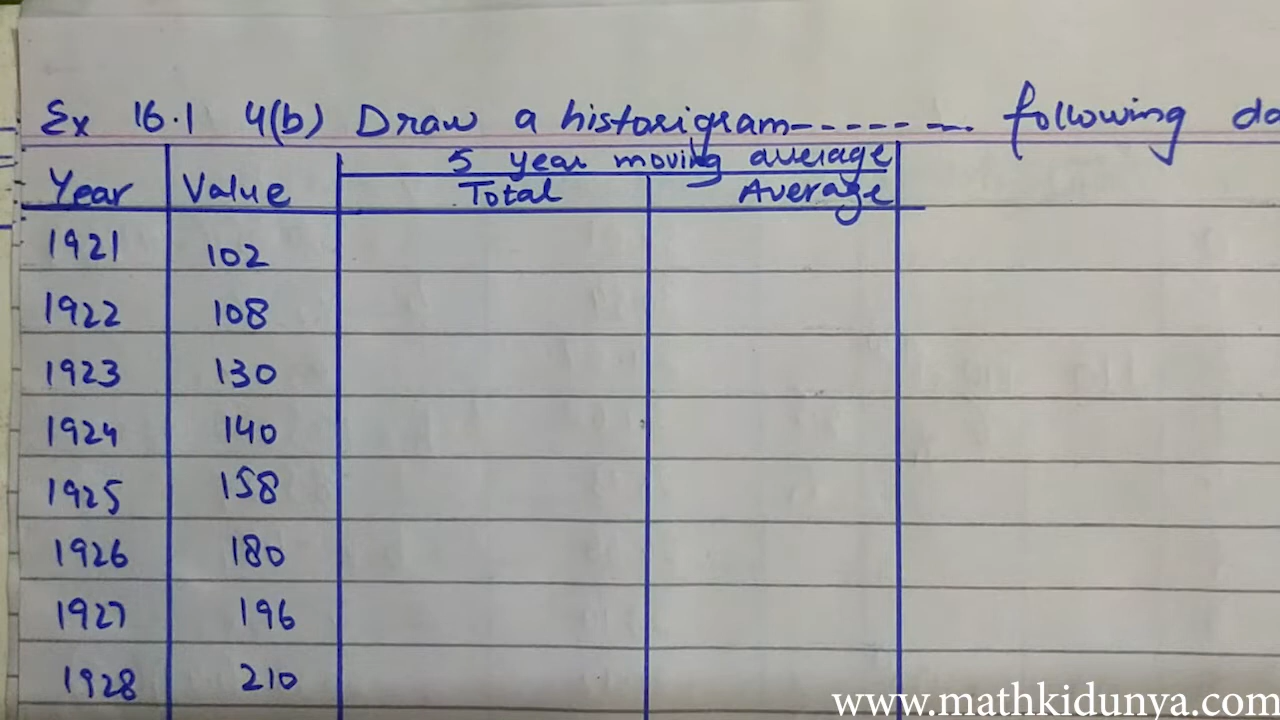 Ex 16.1 4(b) Draw a historigram------- following da
5 year moving average
Year Value Total Average
1921 102
1922 108
1923 130
1924 140
1925 158
1926 180
1927 196
1928 210
www.mathkidunya.com